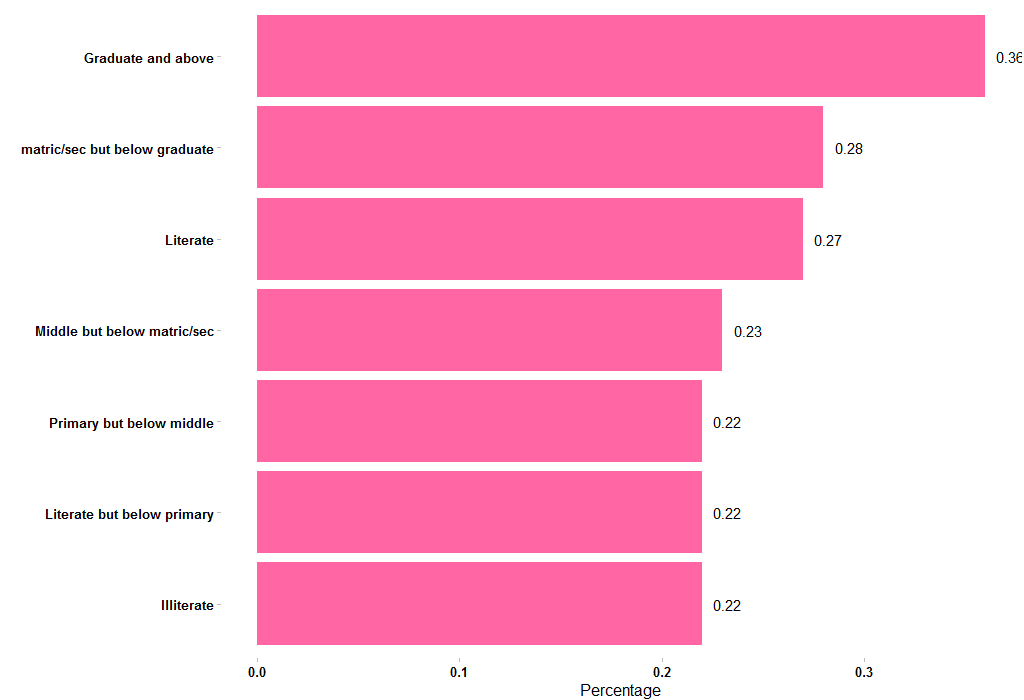 Graduate and above 0.36
matric/sec but below graduate 0.28
Literate 0.27
Middle but below matric/sec 0.23
Primary but below middle 0.22
Literate but below primary 0.22
Illiterate 0.22
0.0 0.1 0.2 0.3
Percentage